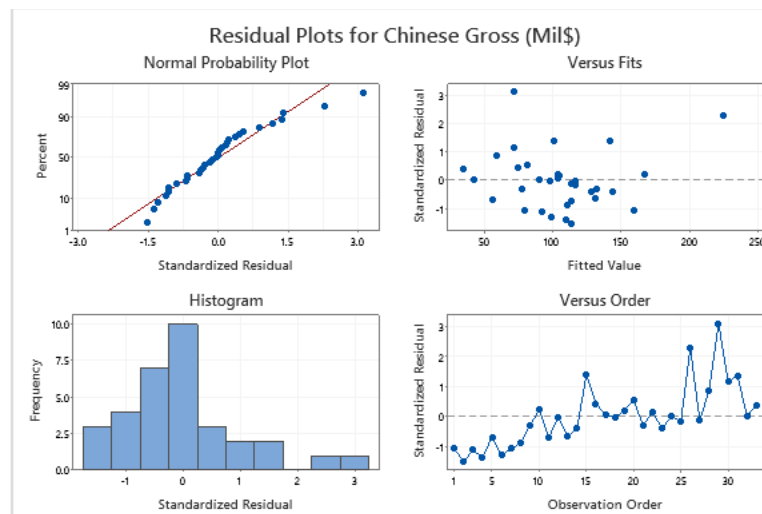 Residual Plots for Chinese Gross (Mil$)
Normal Probability Plot
99
90
50
10
1
Percent
-3.0 -1.5 0.0 1.5 3.0
Standardized Residual
Versus Fits
3
2
1
0
-1
Standardized Residual
50 100 150 200 250
Fitted Value
Histogram
10.0
7.5
5.0
2.5
0.0
Frequency
-1 0 1 2 3
Standardized Residual
Versus Order
3
2
1
0
-1
Standardized Residual
1 5 10 15 20 25 30
Observation Order